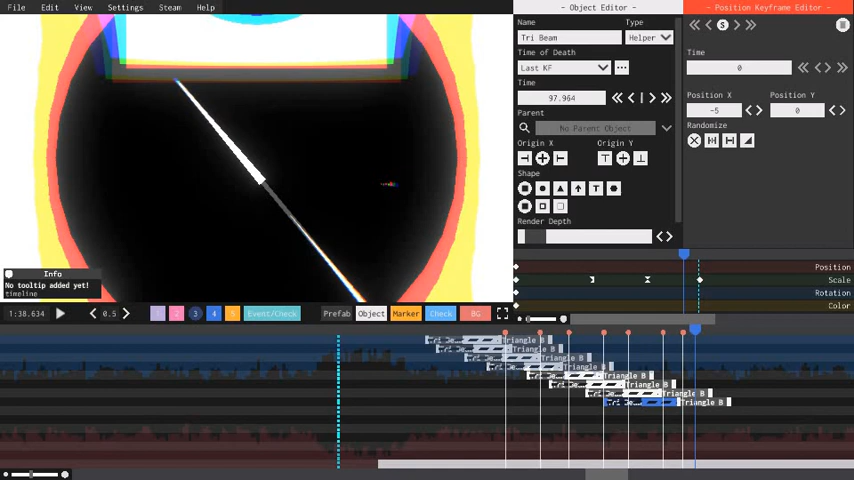 File Edit View Settings Steam Help
- Object Editor -
- Position Keyframe Editor -
Name
Type
Tri Beam
Helper
Time of Death
Last KF
Time
97.964
Parent
No Parent Object
Origin X
Origin Y
Shape
Render Depth
S
Time
0
Position X
Position Y
-5
0
Randomize
Info
No tooltip added yet!
timeline
Position
Scale
Rotation
Color
1:38.634
0.5
1 2 3 4 5
Event/Check
Prefab
Object
Marker
Check
BG
Triangle B
Triangle B
Triangle B
Triangle B
Triangle B
Triangle B
Triangle B
Triangle B